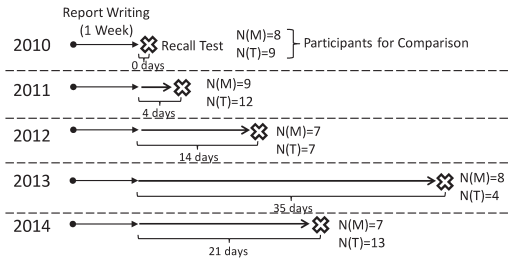 Report Writing
(1 Week)
2010
Recall Test
N(M)=8
N(T)=9
Participants for Comparison
0 days
2011
N(M)=9
N(T)=12
4 days
2012
N(M)=7
N(T)=7
14 days
2013
N(M)=8
N(T)=4
35 days
2014
N(M)=7
N(T)=13
21 days